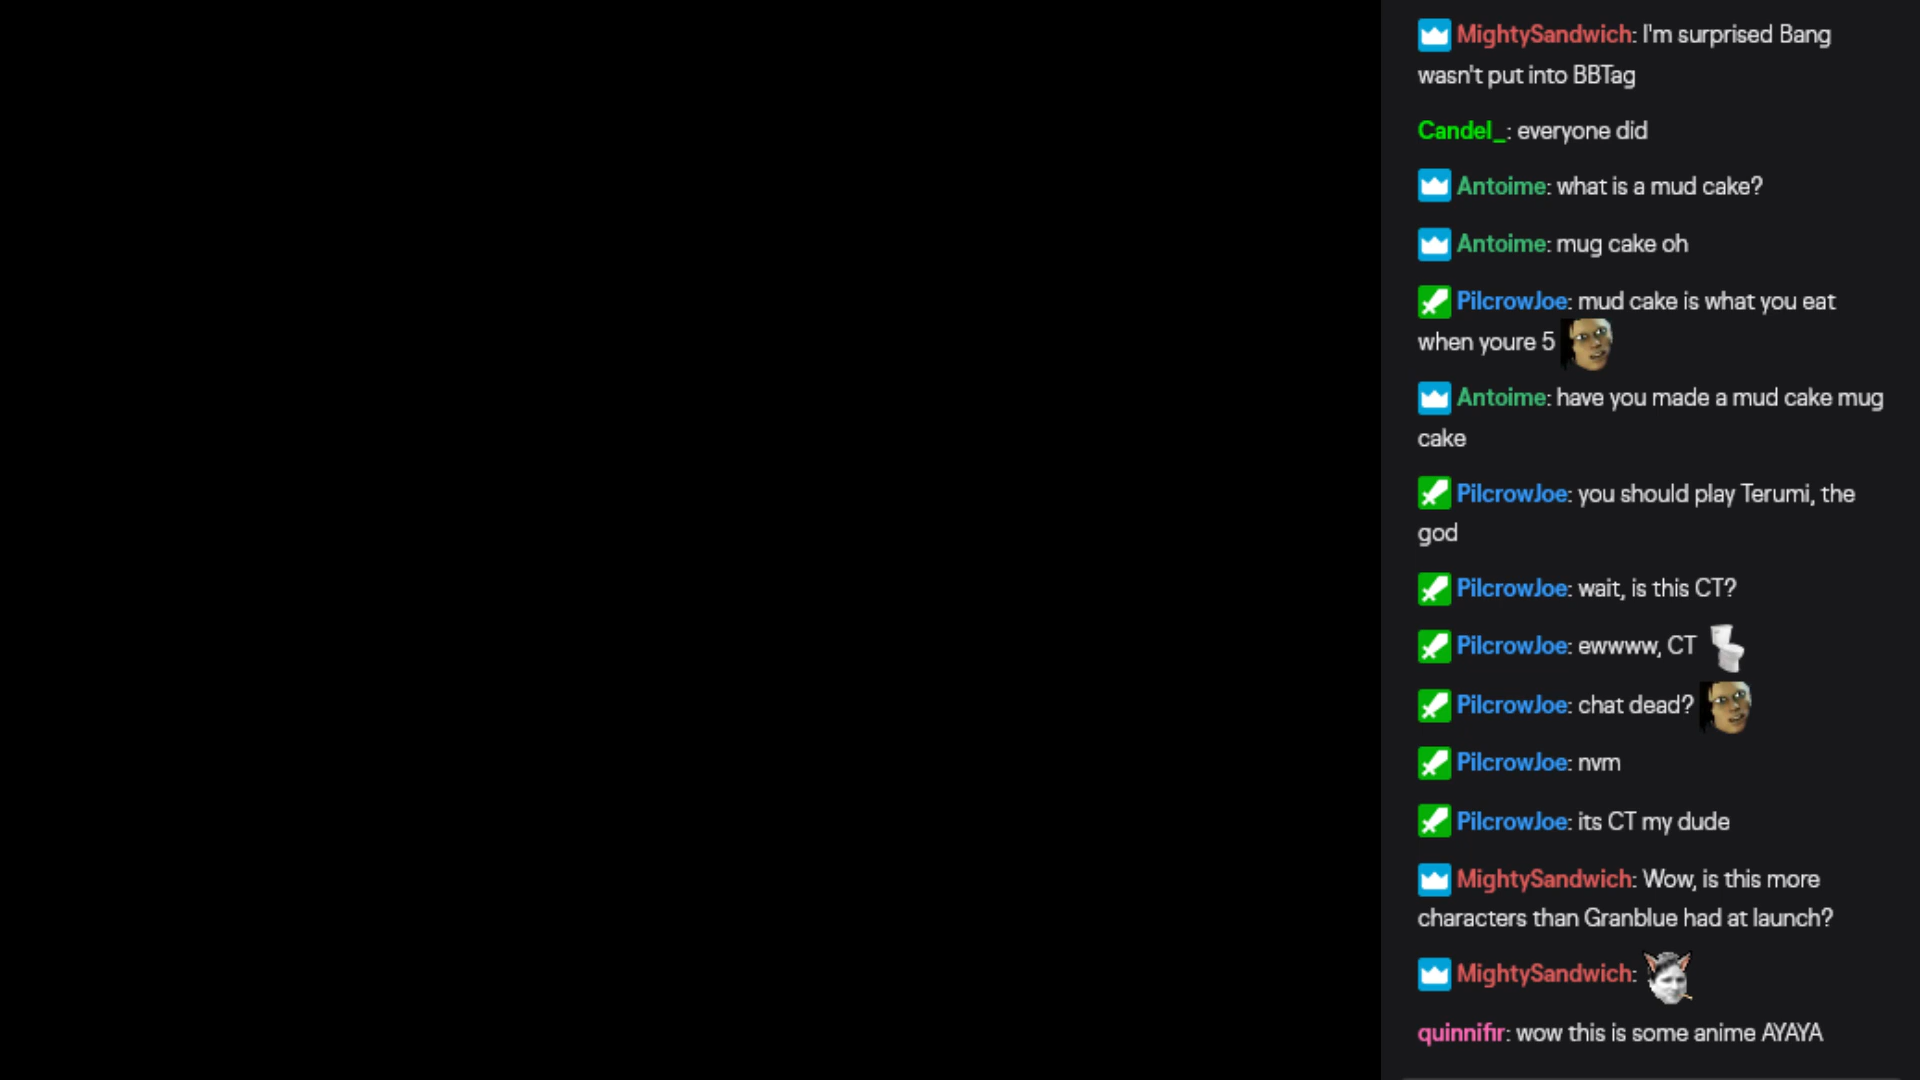 MightySandwich: I'm surprised Bang
wasn't put into BBTag
Candel_: everyone did
Antoime: what is a mud cake?
Antoime: mug cake oh
PilcrowJoe: mud cake is what you eat
when youre 5
Antoime: have you made a mud cake mug
cake
PilcrowJoe: you should play Terumi, the
god
PilcrowJoe: wait, is this CT?
PilcrowJoe: ewwww, CT
PilcrowJoe: chat dead?
PilcrowJoe: nvm
PilcrowJoe: its CT my dude
MightySandwich: Wow, is this more
characters than Granblue had at launch?
MightySandwich:
quinnifir: wow this is some anime AYAYA